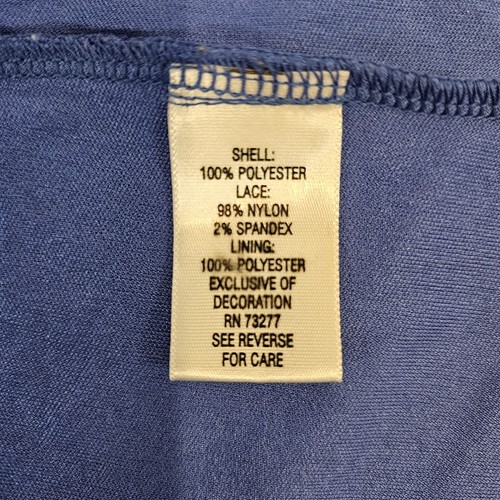 SHELL:
100% POLYESTER
LACE:
98% NYLON
2% SPANDEX
LINING:
100% POLYESTER
EXCLUSIVE OF
DECORATION
RN 73277
SEE REVERSE
FOR CARE